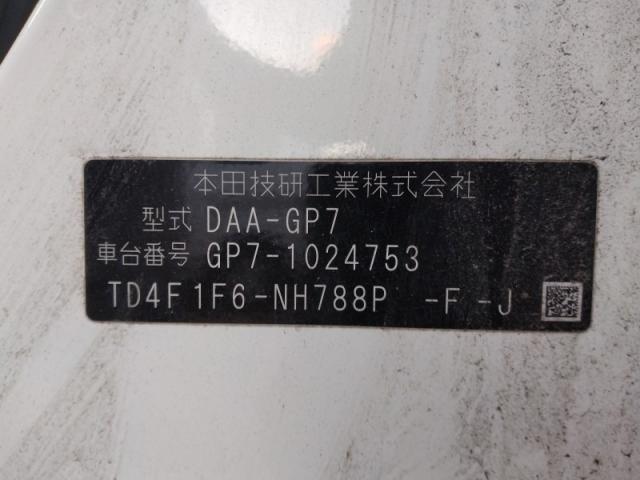 本田技研工業株式会社
型式 DAA-GP7
車台番号 GP7-1024753
TD4F1F6-NH788P -F -J